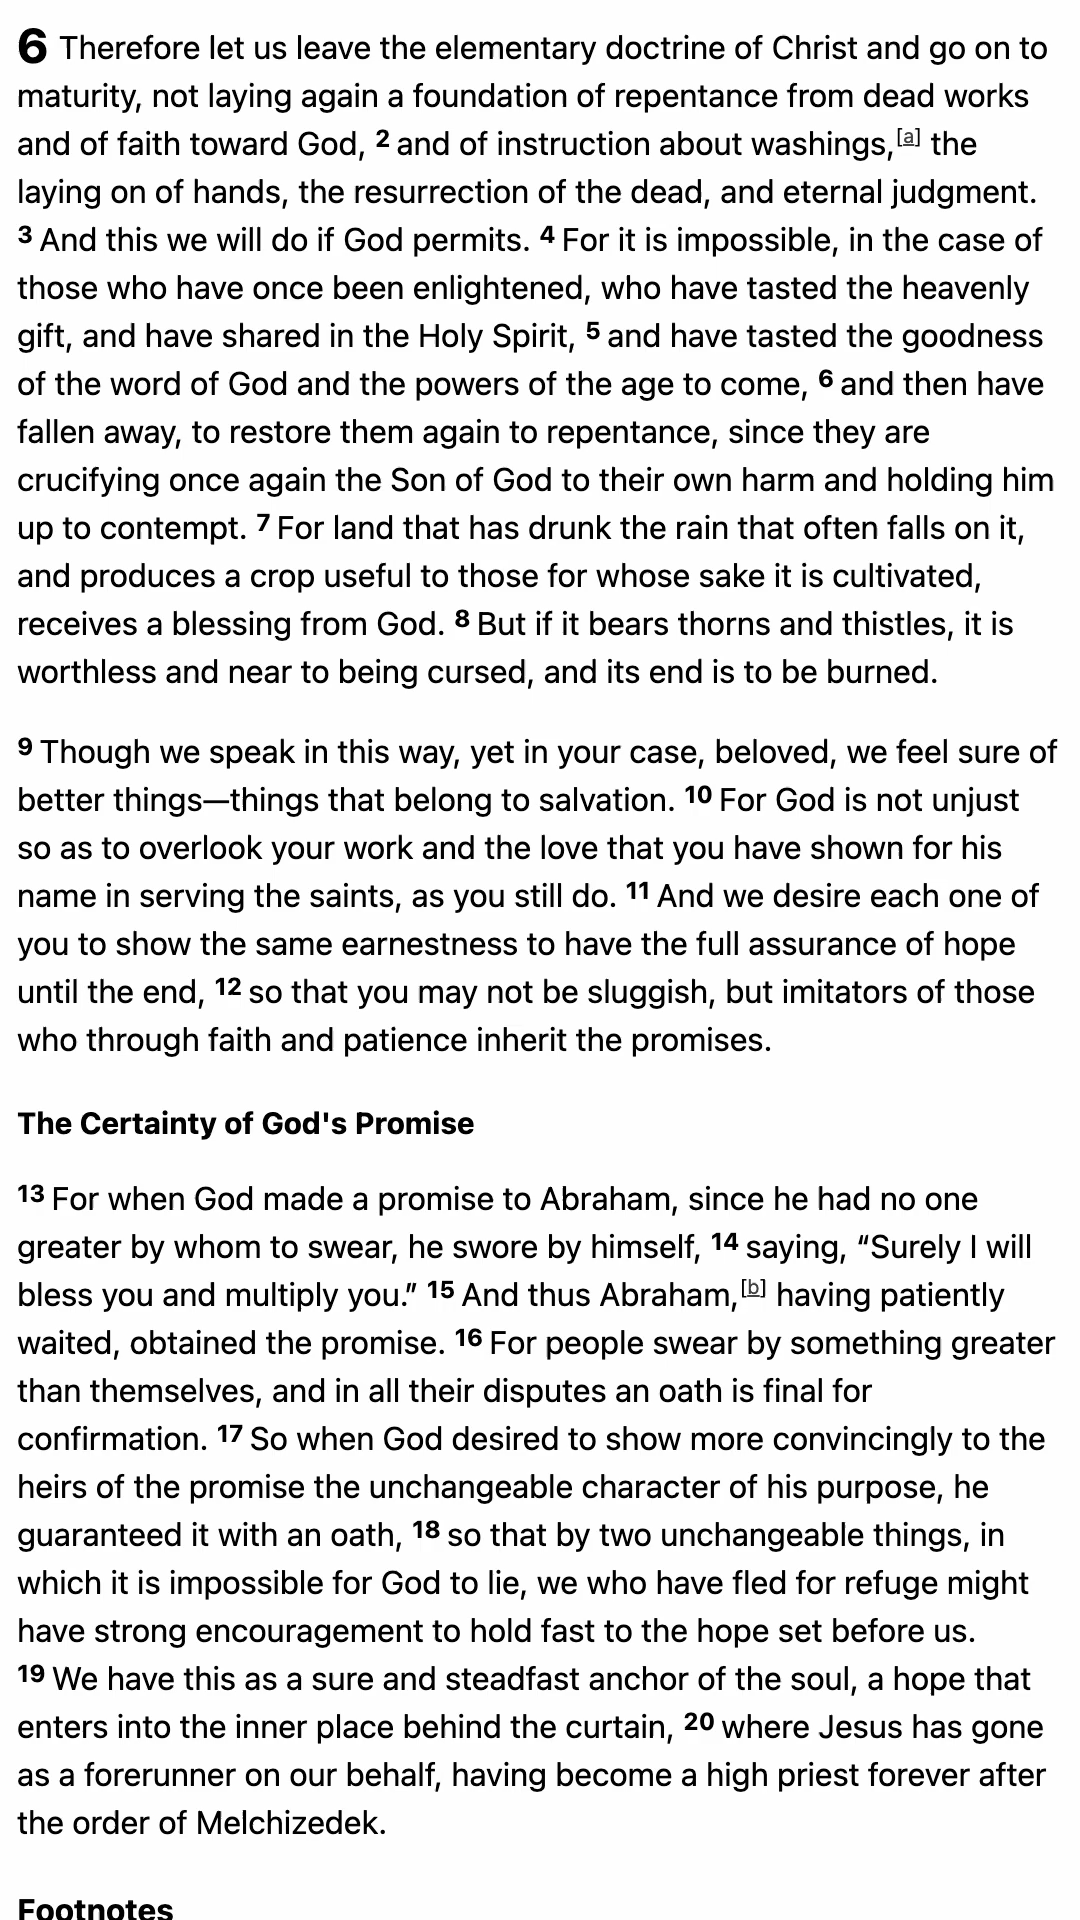 6 Therefore let us leave the elementary doctrine of Christ and go on to
maturity, not laying again a foundation of repentance from dead works
and of faith toward God, 2 and of instruction about washings,[a] the
laying on of hands, the resurrection of the dead, and eternal judgment.
3 And this we will do if God permits. 4 For it is impossible, in the case of
those who have once been enlightened, who have tasted the heavenly
gift, and have shared in the Holy Spirit, 5 and have tasted the goodness
of the word of God and the powers of the age to come, 6 and then have
fallen away, to restore them again to repentance, since they are
crucifying once again the Son of God to their own harm and holding him
up to contempt. 7 For land that has drunk the rain that often falls on it,
and produces a crop useful to those for whose sake it is cultivated,
receives a blessing from God. 8 But if it bears thorns and thistles, it is
worthless and near to being cursed, and its end is to be burned.
9 Though we speak in this way, yet in your case, beloved, we feel sure of
better things—things that belong to salvation. 10 For God is not unjust
so as to overlook your work and the love that you have shown for his
name in serving the saints, as you still do. 11 And we desire each one of
you to show the same earnestness to have the full assurance of hope
until the end, 12 so that you may not be sluggish, but imitators of those
who through faith and patience inherit the promises.
The Certainty of God's Promise
13 For when God made a promise to Abraham, since he had no one
greater by whom to swear, he swore by himself, 14 saying, “Surely I will
bless you and multiply you.” 15 And thus Abraham,[b] having patiently
waited, obtained the promise. 16 For people swear by something greater
than themselves, and in all their disputes an oath is final for
confirmation. 17 So when God desired to show more convincingly to the
heirs of the promise the unchangeable character of his purpose, he
guaranteed it with an oath, 18 so that by two unchangeable things, in
which it is impossible for God to lie, we who have fled for refuge might
have strong encouragement to hold fast to the hope set before us.
19 We have this as a sure and steadfast anchor of the soul, a hope that
enters into the inner place behind the curtain, 20 where Jesus has gone
as a forerunner on our behalf, having become a high priest forever after
the order of Melchizedek.
Footnotes